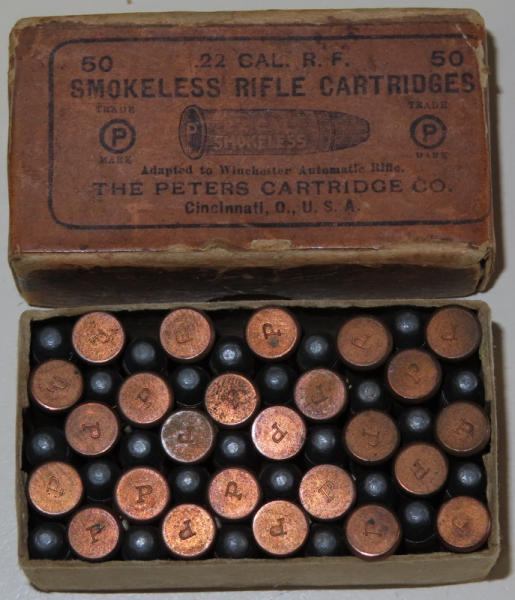 50 .22 CAL. R. F. 50
SMOKELESS RIFLE CARTRIDGES
TRADE TRADE
P P SMOKELESS P
MARK MARK
Adapted to Winchester Automatic Rifle.
THE PETERS CARTRIDGE CO.
Cincinnati, O., U. S. A.
P P P P P
P P P P
P P P P P
P P P P P
P P P P P